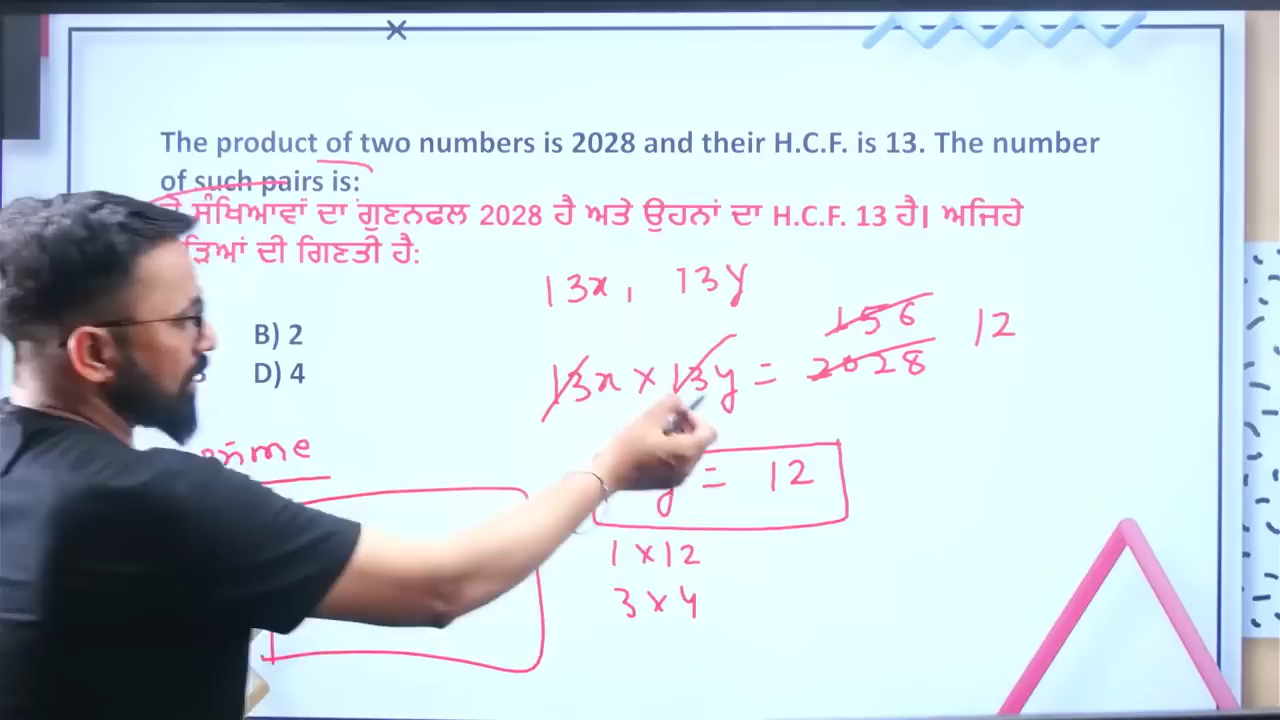 The product of two numbers is 2028 and their H.C.F. is 13. The number
of such pairs is:
ਸੰਖਿਆਵਾਂ ਦਾ ਗੁਣਨਫਲ 2028 ਹੈ ਅਤੇ ਉਹਨਾਂ ਦਾ H.C.F. 13 ਹੈ। ਅਜਿਹੇ
ਦੀ ਗਿਣਤੀ ਹੈ:
13x, 13y
B) 2
D) 4
156 12
13x × 13y = 2028
y = 12
1 × 12
3 × 4